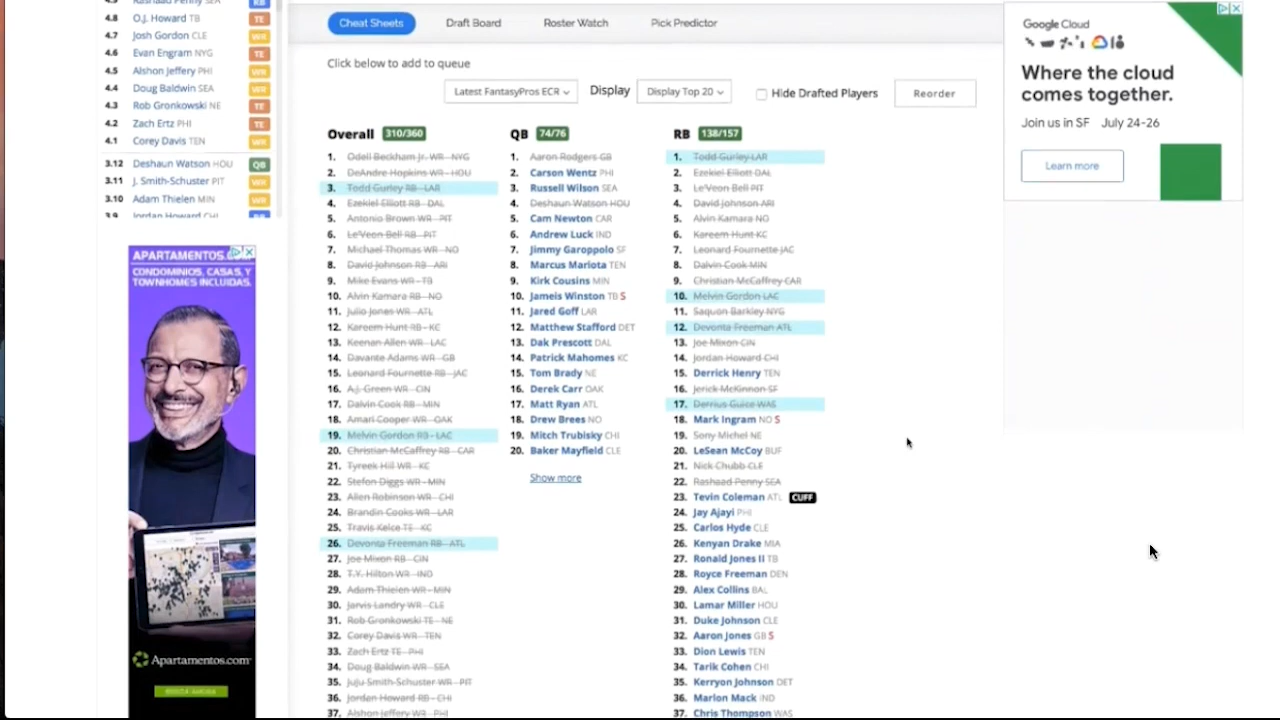 4.9 Rashaad Penny SEA RB
4.8 O.J. Howard TB TE
4.7 Josh Gordon CLE WR
4.6 Evan Engram NYG TE
4.5 Alshon Jeffery PHI WR
4.4 Doug Baldwin SEA WR
4.3 Rob Gronkowski NE TE
4.2 Zach Ertz PHI TE
4.1 Corey Davis TEN WR
3.12 Deshaun Watson HOU QB
3.11 J. Smith-Schuster PIT WR
3.10 Adam Thielen MIN WR
3.9 Jordan Howard CHI
APARTAMENTOS.
CONDOMINIOS, CASAS, Y
TOWNHOMES INCLUIDAS.
Apartamentos.com
BUSCA AHORA
Cheat Sheets Draft Board Roster Watch Pick Predictor
Click below to add to queue
Latest FantasyPros ECR Display Display Top 20 Hide Drafted Players Reorder
Overall 310/360
1. Odell Beckham Jr. WR - NYG
2. DeAndre Hopkins WR - HOU
3. Todd Gurley RB - LAR
4. Ezekiel Elliott RB - DAL
5. Antonio Brown WR - PIT
6. Le'Veon Bell RB - PIT
7. Michael Thomas WR - NO
8. David Johnson RB - ARI
9. Mike Evans WR - TB
10. Alvin Kamara RB - NO
11. Julio Jones WR - ATL
12. Kareem Hunt RB - KC
13. Keenan Allen WR - LAC
14. Davante Adams WR - GB
15. Leonard Fournette RB - JAC
16. A.J. Green WR - CIN
17. Dalvin Cook RB - MIN
18. Amari Cooper WR - OAK
19. Melvin Gordon RB - LAC
20. Christian McCaffrey RB - CAR
21. Tyreek Hill WR - KC
22. Stefon Diggs WR - MIN
23. Allen Robinson WR - CHI
24. Brandin Cooks WR - LAR
25. Travis Kelce TE - KC
26. Devonta Freeman RB - ATL
27. Joe Mixon RB - CIN
28. T.Y. Hilton WR - IND
29. Adam Thielen WR - MIN
30. Jarvis Landry WR - CLE
31. Rob Gronkowski TE - NE
32. Corey Davis WR - TEN
33. Zach Ertz TE - PHI
34. Doug Baldwin WR - SEA
35. JuJu Smith-Schuster WR - PIT
36. Jordan Howard RB - CHI
37. Alshon Jeffery WR - PHI
QB 74/76
1. Aaron Rodgers GB
2. Carson Wentz PHI
3. Russell Wilson SEA
4. Deshaun Watson HOU
5. Cam Newton CAR
6. Andrew Luck IND
7. Jimmy Garoppolo SF
8. Marcus Mariota TEN
9. Kirk Cousins MIN
10. Jameis Winston TB S
11. Jared Goff LAR
12. Matthew Stafford DET
13. Dak Prescott DAL
14. Patrick Mahomes KC
15. Tom Brady NE
16. Derek Carr OAK
17. Matt Ryan ATL
18. Drew Brees NO
19. Mitch Trubisky CHI
20. Baker Mayfield CLE
Show more
RB 138/157
1. Todd Gurley LAR
2. Ezekiel Elliott DAL
3. Le'Veon Bell PIT
4. David Johnson ARI
5. Alvin Kamara NO
6. Kareem Hunt KC
7. Leonard Fournette JAC
8. Dalvin Cook MIN
9. Christian McCaffrey CAR
10. Melvin Gordon LAC
11. Saquon Barkley NYG
12. Devonta Freeman ATL
13. Joe Mixon CIN
14. Jordan Howard CHI
15. Derrick Henry TEN
16. Jerick McKinnon SF
17. Derrius Guice WAS
18. Mark Ingram NO S
19. Sony Michel NE
20. LeSean McCoy BUF
21. Nick Chubb CLE
22. Rashaad Penny SEA
23. Tevin Coleman ATL CUFF
24. Jay Ajayi PHI
25. Carlos Hyde CLE
26. Kenyan Drake MIA
27. Ronald Jones II TB
28. Royce Freeman DEN
29. Alex Collins BAL
30. Lamar Miller HOU
31. Duke Johnson CLE
32. Aaron Jones GB S
33. Dion Lewis TEN
34. Tarik Cohen CHI
35. Kerryon Johnson DET
36. Marlon Mack IND
37. Chris Thompson WAS
Google Cloud
Where the cloud
comes together.
Join us in SF July 24-26
Learn more